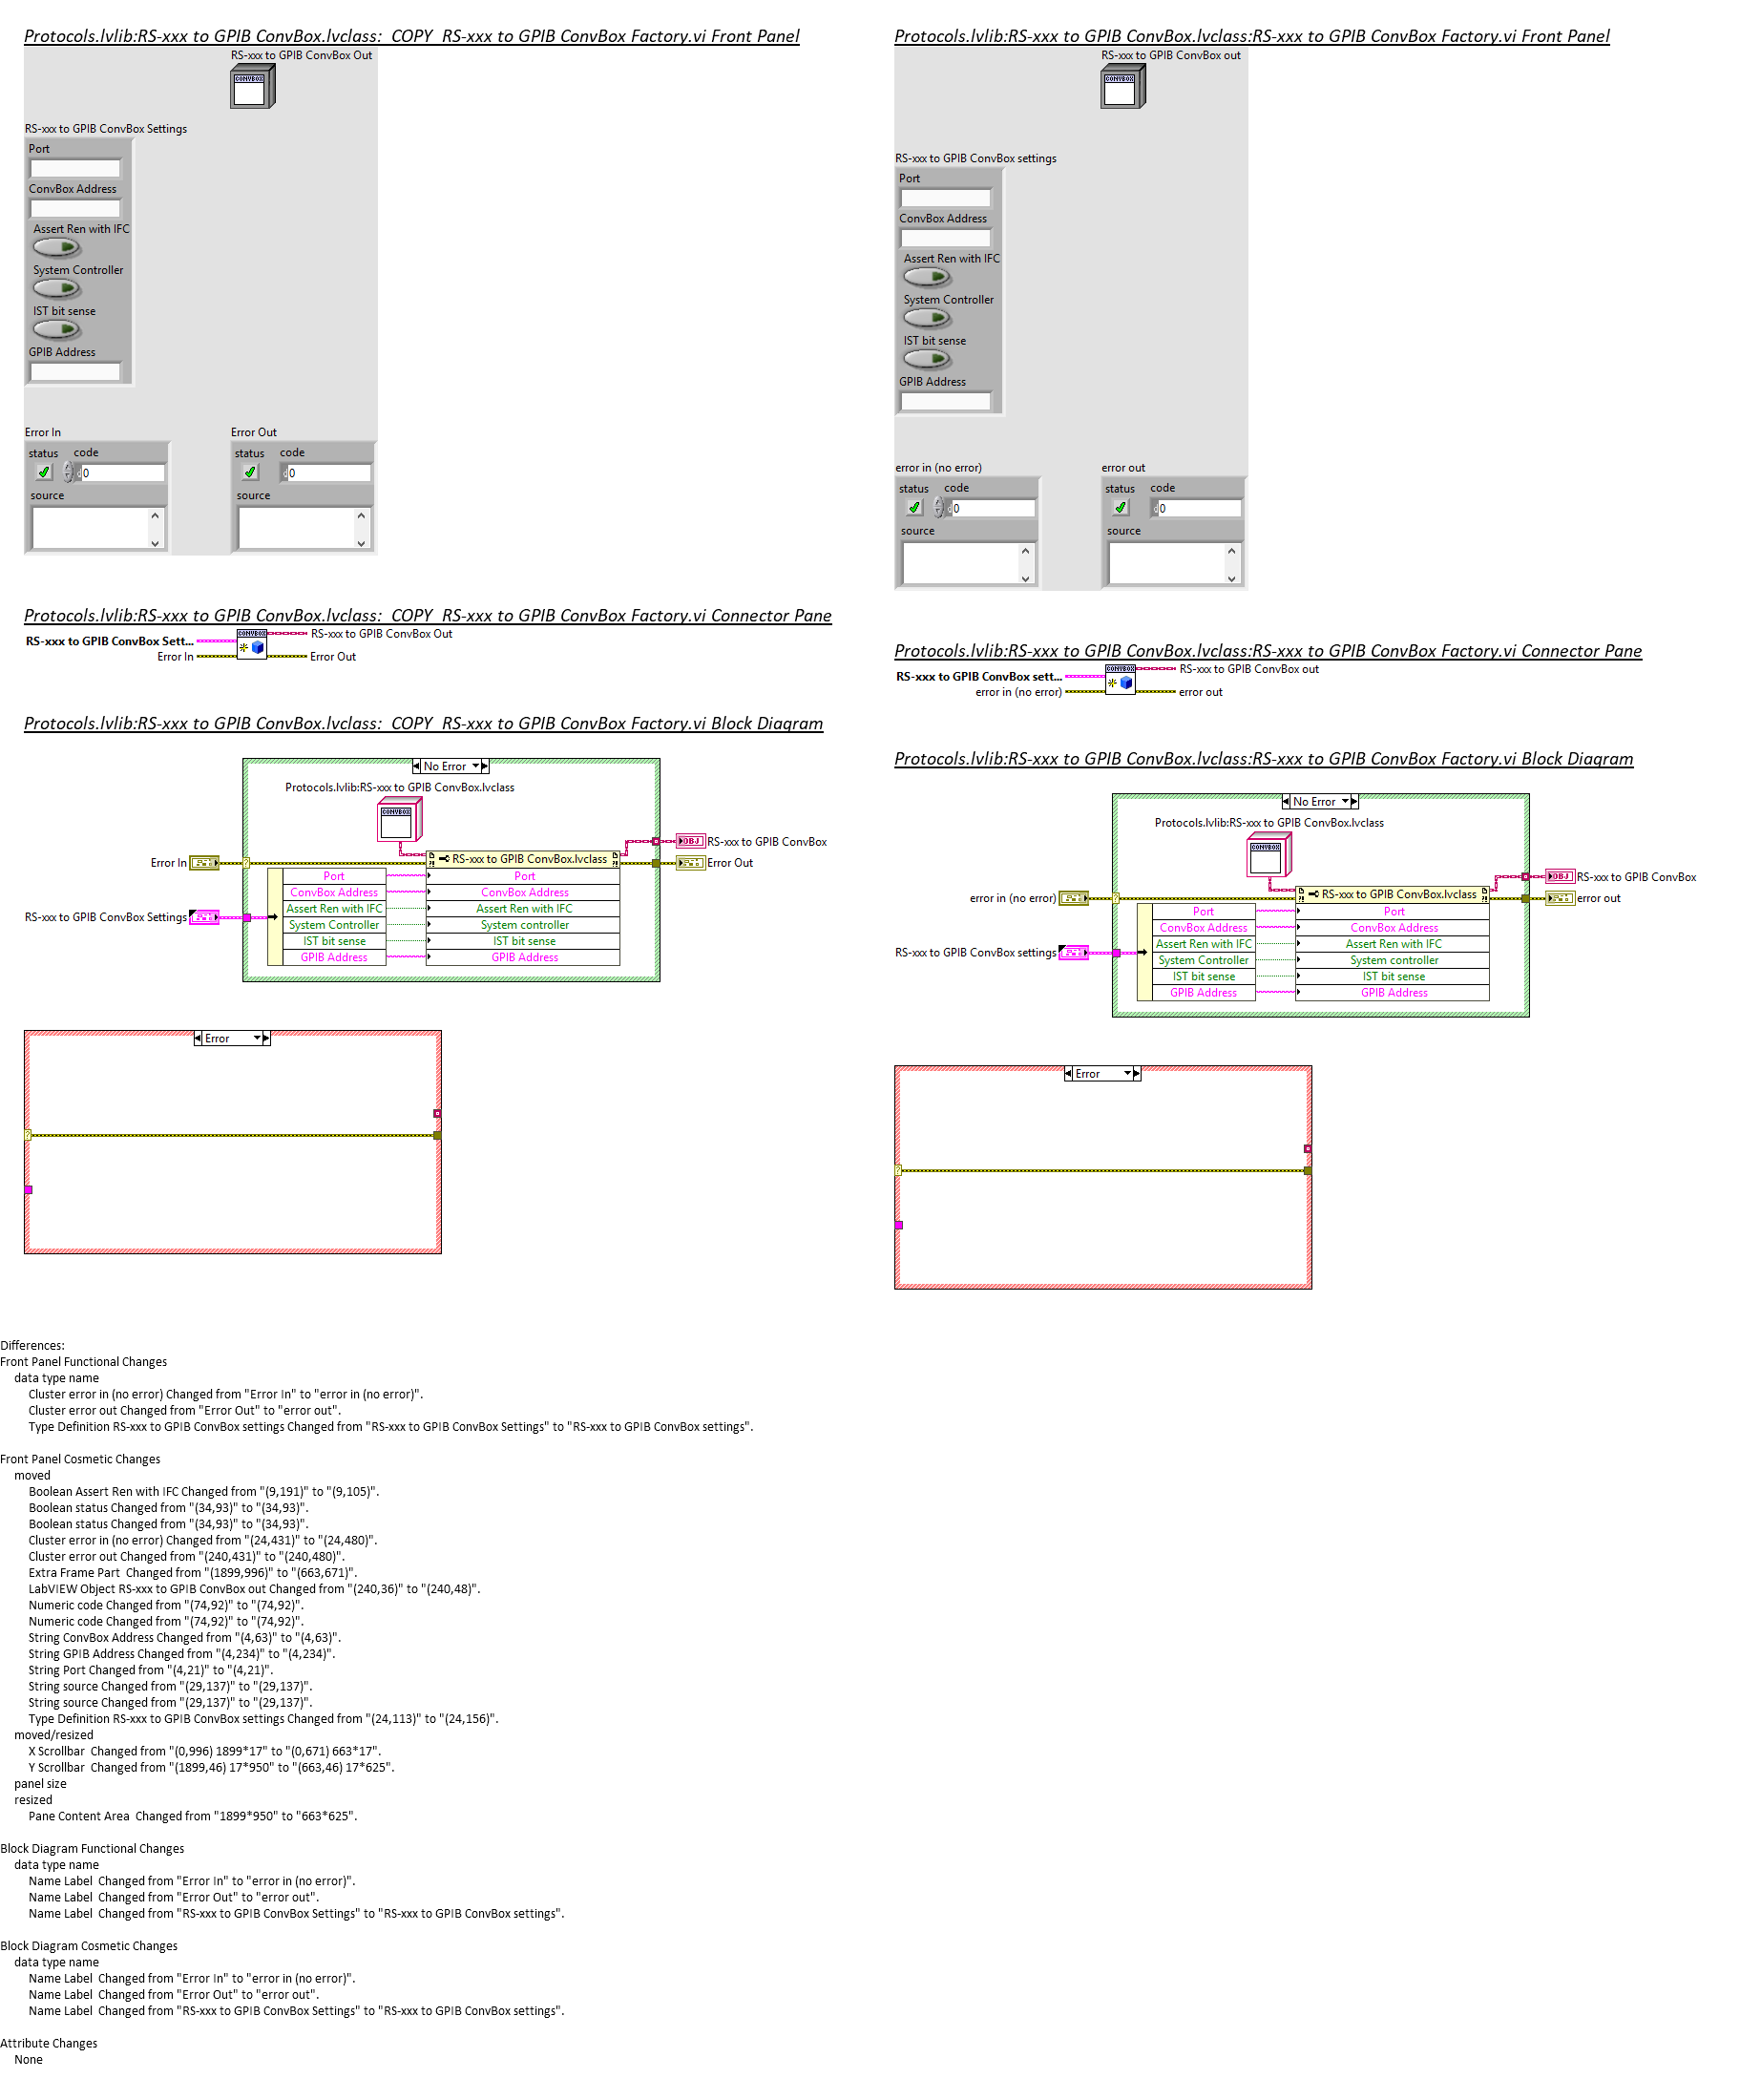 Protocols.lvlib:RS-xxx to GPIB ConvBox.lvclass:_COPY_RS-xxx to GPIB ConvBox Factory.vi Front Panel
RS-xxx to GPIB ConvBox Out
CONVBOX
RS-xxx to GPIB ConvBox Settings
Port
ConvBox Address
Assert Ren with IFC
System Controller
IST bit sense
GPIB Address
Error In
status code
0
source
Error Out
status code
0
source
Protocols.lvlib:RS-xxx to GPIB ConvBox.lvclass:_COPY_RS-xxx to GPIB ConvBox Factory.vi Connector Pane
RS-xxx to GPIB ConvBox Sett...
Error In
CONVBOX
RS-xxx to GPIB ConvBox Out
Error Out
Protocols.lvlib:RS-xxx to GPIB ConvBox.lvclass:_COPY_RS-xxx to GPIB ConvBox Factory.vi Block Diagram
No Error
Protocols.lvlib:RS-xxx to GPIB ConvBox.lvclass
CONVBOX
OBJ RS-xxx to GPIB ConvBox
Error In
?
RS-xxx to GPIB ConvBox.lvclass
Error Out
Port Port
ConvBox Address ConvBox Address
Assert Ren with IFC Assert Ren with IFC
RS-xxx to GPIB ConvBox Settings
System Controller System controller
IST bit sense IST bit sense
GPIB Address GPIB Address
Error
?
Protocols.lvlib:RS-xxx to GPIB ConvBox.lvclass:RS-xxx to GPIB ConvBox Factory.vi Front Panel
RS-xxx to GPIB ConvBox out
CONVBOX
RS-xxx to GPIB ConvBox settings
Port
ConvBox Address
Assert Ren with IFC
System Controller
IST bit sense
GPIB Address
error in (no error)
status code
0
source
error out
status code
0
source
Protocols.lvlib:RS-xxx to GPIB ConvBox.lvclass:RS-xxx to GPIB ConvBox Factory.vi Connector Pane
RS-xxx to GPIB ConvBox sett...
error in (no error)
CONVBOX
RS-xxx to GPIB ConvBox out
error out
Protocols.lvlib:RS-xxx to GPIB ConvBox.lvclass:RS-xxx to GPIB ConvBox Factory.vi Block Diagram
No Error
Protocols.lvlib:RS-xxx to GPIB ConvBox.lvclass
CONVBOX
OBJ RS-xxx to GPIB ConvBox
error in (no error)
?
RS-xxx to GPIB ConvBox.lvclass
error out
Port Port
ConvBox Address ConvBox Address
Assert Ren with IFC Assert Ren with IFC
RS-xxx to GPIB ConvBox settings
System Controller System controller
IST bit sense IST bit sense
GPIB Address GPIB Address
Error
?
Differences:
Front Panel Functional Changes
data type name
Cluster error in (no error) Changed from "Error In" to "error in (no error)".
Cluster error out Changed from "Error Out" to "error out".
Type Definition RS-xxx to GPIB ConvBox settings Changed from "RS-xxx to GPIB ConvBox Settings" to "RS-xxx to GPIB ConvBox settings".
Front Panel Cosmetic Changes
moved
Boolean Assert Ren with IFC Changed from "(9,191)" to "(9,105)".
Boolean status Changed from "(34,93)" to "(34,93)".
Boolean status Changed from "(34,93)" to "(34,93)".
Cluster error in (no error) Changed from "(24,431)" to "(24,480)".
Cluster error out Changed from "(240,431)" to "(240,480)".
Extra Frame Part  Changed from "(1899,996)" to "(663,671)".
LabVIEW Object RS-xxx to GPIB ConvBox out Changed from "(240,36)" to "(240,48)".
Numeric code Changed from "(74,92)" to "(74,92)".
Numeric code Changed from "(74,92)" to "(74,92)".
String ConvBox Address Changed from "(4,63)" to "(4,63)".
String GPIB Address Changed from "(4,234)" to "(4,234)".
String Port Changed from "(4,21)" to "(4,21)".
String source Changed from "(29,137)" to "(29,137)".
String source Changed from "(29,137)" to "(29,137)".
Type Definition RS-xxx to GPIB ConvBox settings Changed from "(24,113)" to "(24,156)".
moved/resized
X Scrollbar  Changed from "(0,996) 1899*17" to "(0,671) 663*17".
Y Scrollbar  Changed from "(1899,46) 17*950" to "(663,46) 17*625".
panel size
resized
Pane Content Area  Changed from "1899*950" to "663*625".
Block Diagram Functional Changes
data type name
Name Label  Changed from "Error In" to "error in (no error)".
Name Label  Changed from "Error Out" to "error out".
Name Label  Changed from "RS-xxx to GPIB ConvBox Settings" to "RS-xxx to GPIB ConvBox settings".
Block Diagram Cosmetic Changes
data type name
Name Label  Changed from "Error In" to "error in (no error)".
Name Label  Changed from "Error Out" to "error out".
Name Label  Changed from "RS-xxx to GPIB ConvBox Settings" to "RS-xxx to GPIB ConvBox settings".
Attribute Changes
None